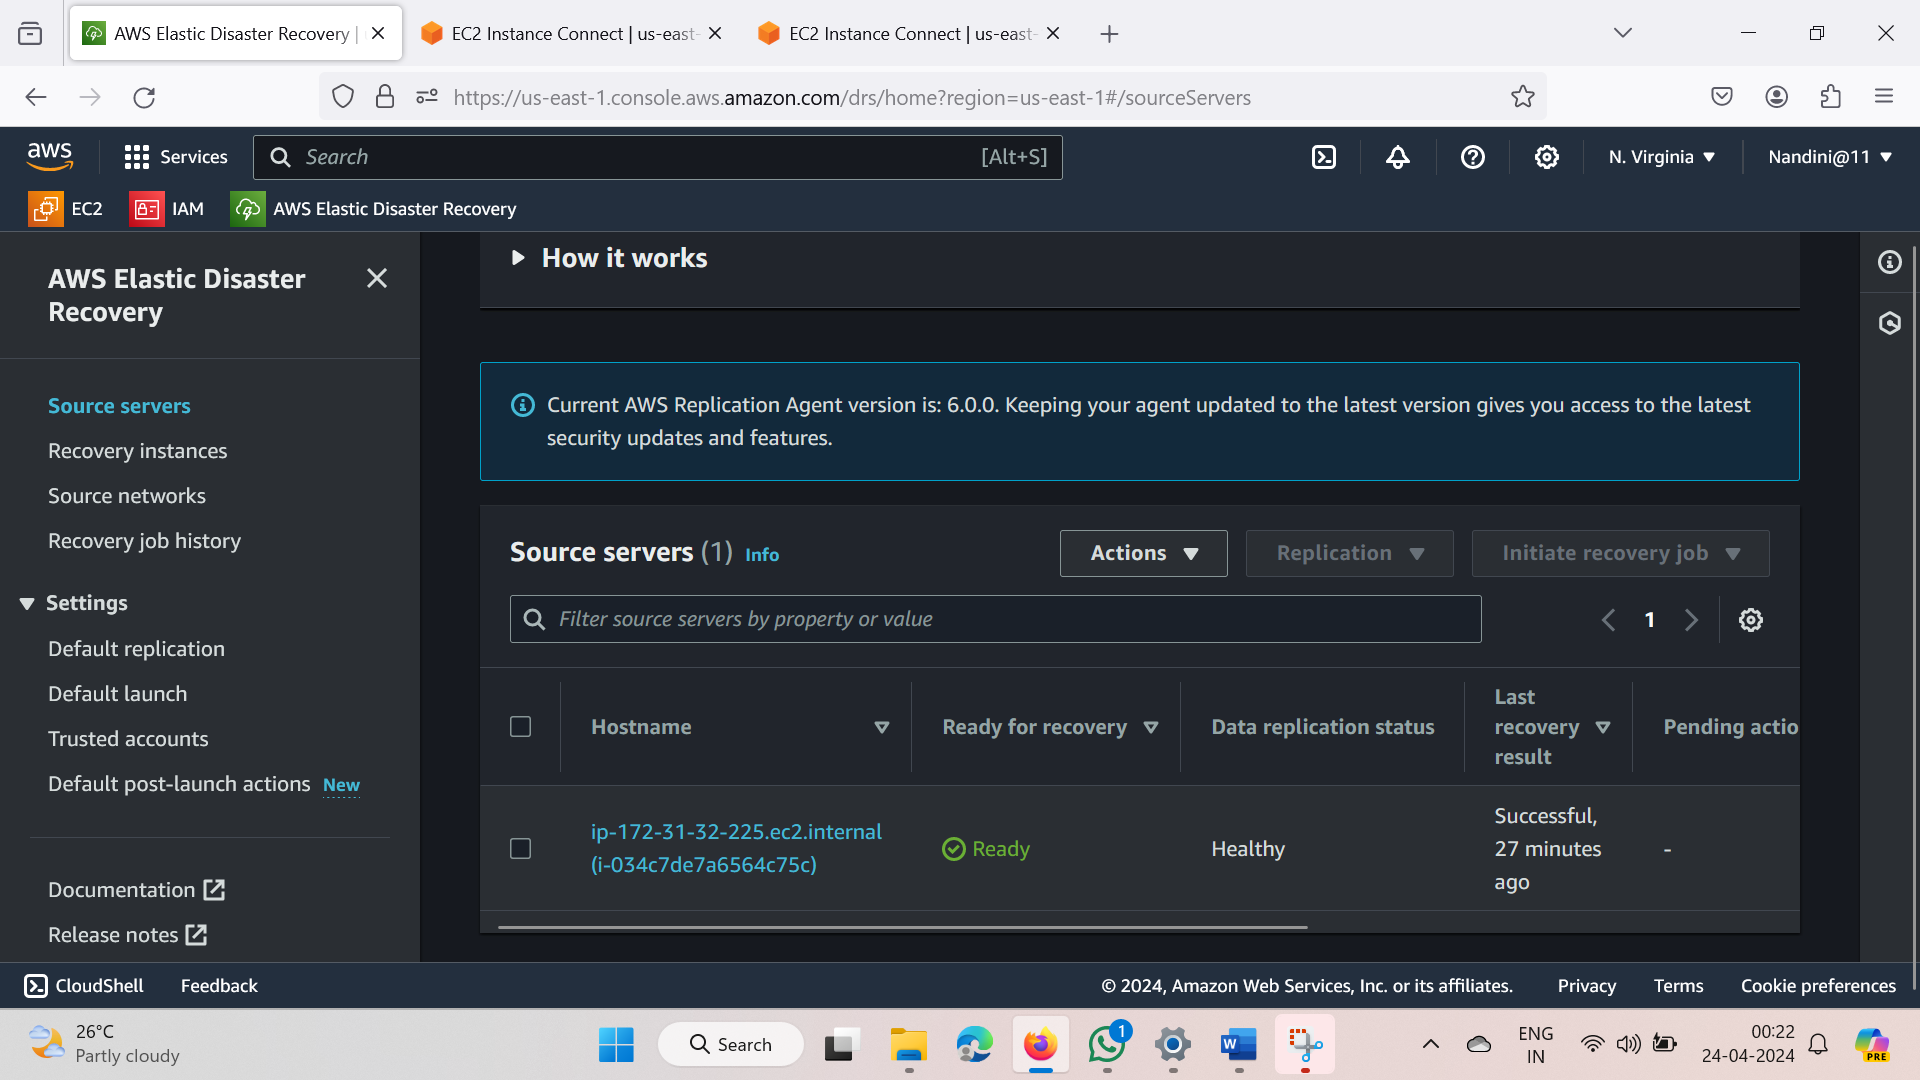 AWS Elastic Disaster Recovery |
EC2 Instance Connect | us-east-
EC2 Instance Connect | us-east-
https://us-east-1.console.aws.amazon.com/drs/home?region=us-east-1#/sourceServers
aws
Services
Search
[Alt+S]
N. Virginia
Nandini@11
EC2
IAM
AWS Elastic Disaster Recovery
AWS Elastic Disaster
Recovery
Source servers
Recovery instances
Source networks
Recovery job history
Settings
Default replication
Default launch
Trusted accounts
Default post-launch actions New
Documentation
Release notes
How it works
Current AWS Replication Agent version is: 6.0.0. Keeping your agent updated to the latest version gives you access to the latest
security updates and features.
Source servers (1) Info
Actions
Replication
Initiate recovery job
Filter source servers by property or value
1
Hostname
Ready for recovery
Data replication status
Last
recovery
result
Pending actio
ip-172-31-32-225.ec2.internal
(i-034c7de7a6564c75c)
Ready
Healthy
Successful,
27 minutes
ago
-
CloudShell
Feedback
© 2024, Amazon Web Services, Inc. or its affiliates.
Privacy
Terms
Cookie preferences
26°C
Partly cloudy
Search
1
W
ENG
IN
00:22
24-04-2024
PRE